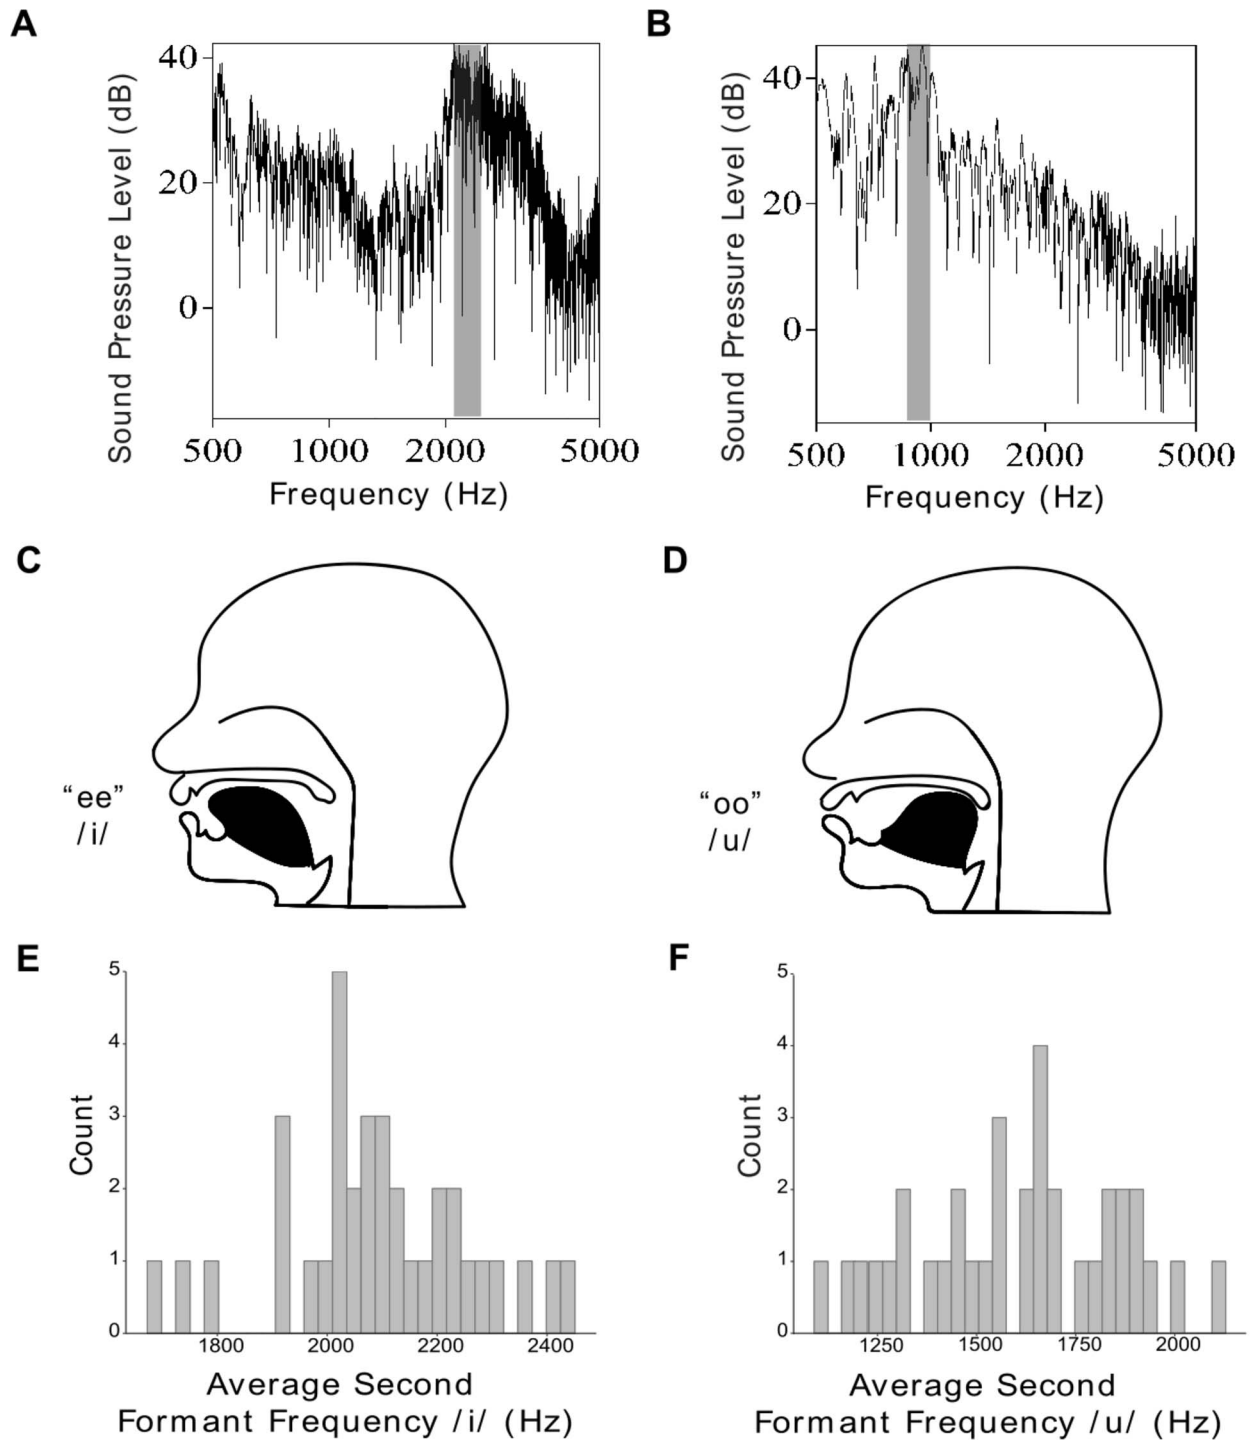 A
B
Sound Pressure Level (dB)
40
20
0
500
1000
2000
5000
Frequency (Hz)
Sound Pressure Level (dB)
40
20
0
500
1000
2000
5000
Frequency (Hz)
C
D
“ee”
/i/
“oo”
/u/
E
F
Count
5
4
3
2
1
0
1800
2000
2200
2400
Average Second
Formant Frequency /i/ (Hz)
Count
5
4
3
2
1
0
1250
1500
1750
2000
Average Second
Formant Frequency /u/ (Hz)